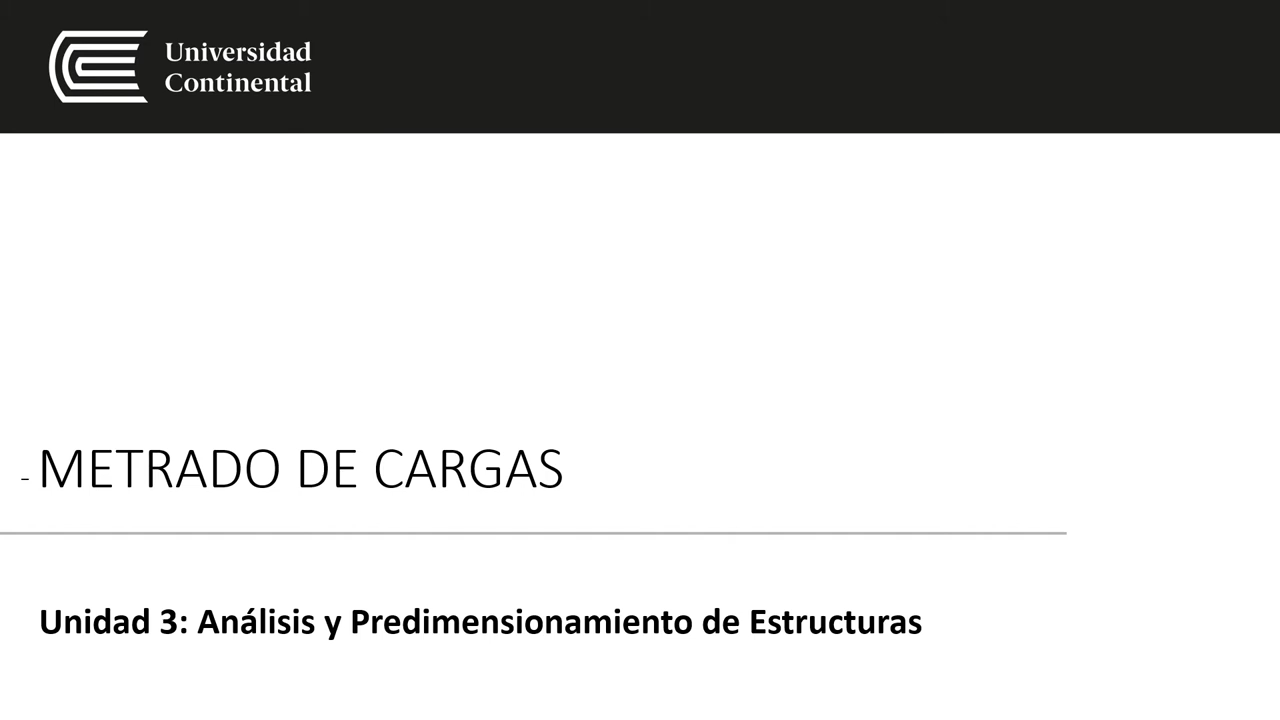 Universidad
Continental
- METRADO DE CARGAS
Unidad 3: Análisis y Predimensionamiento de Estructuras